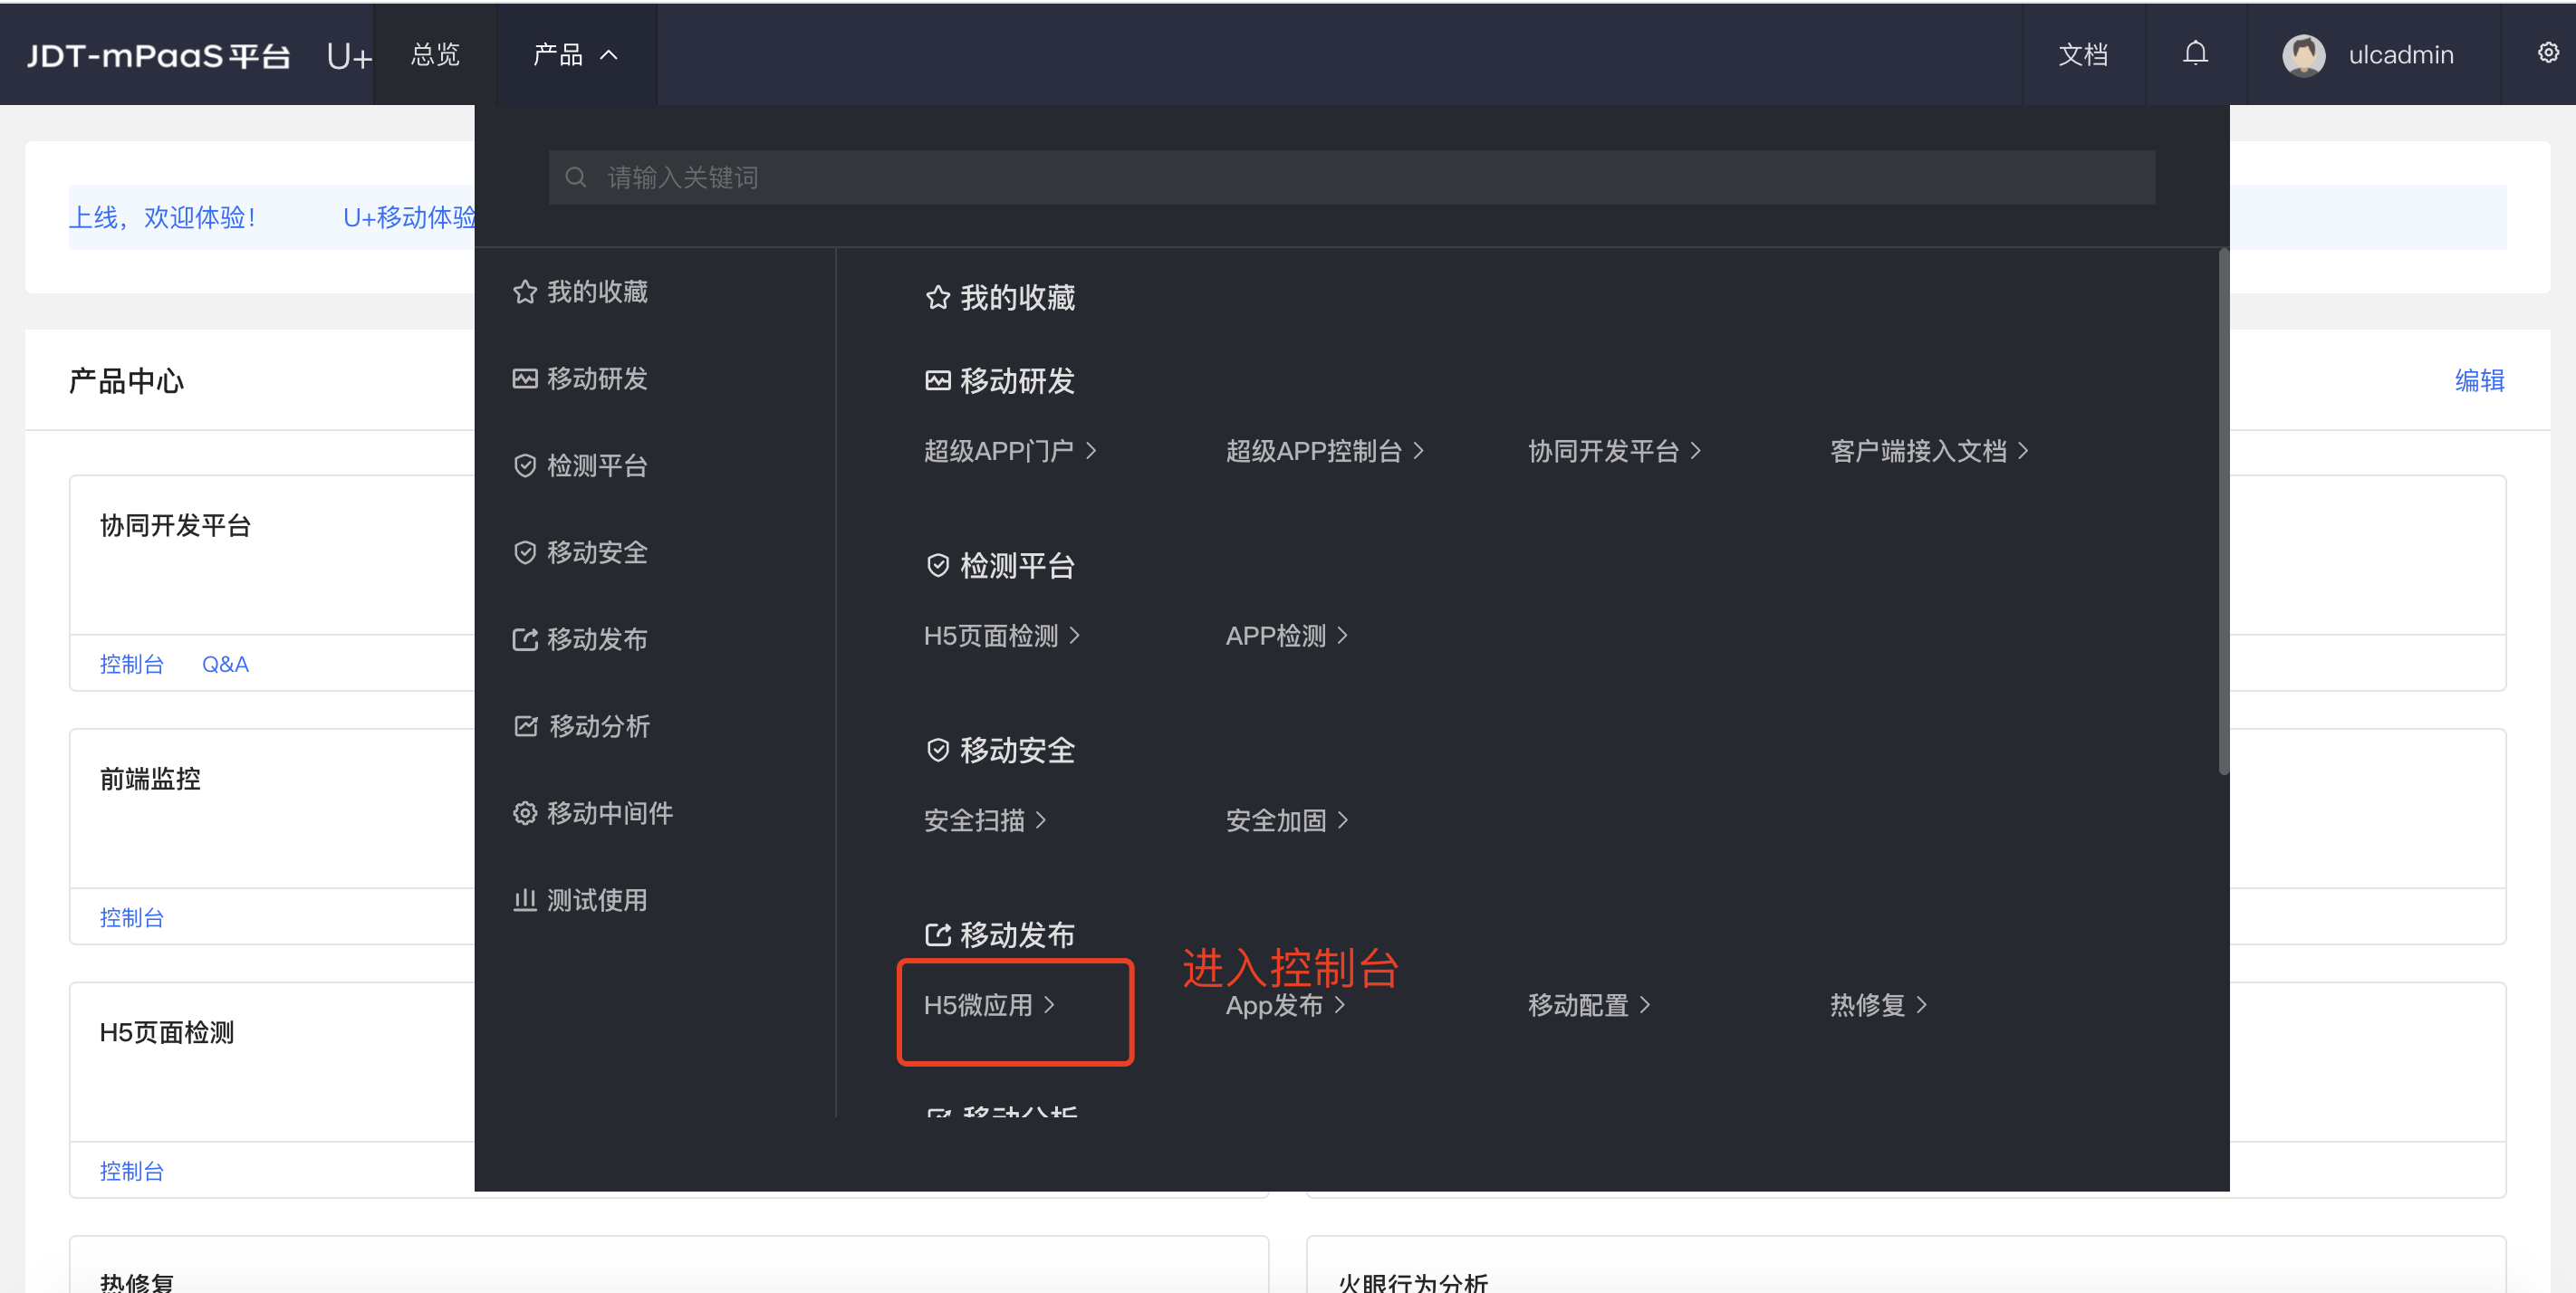 JDT-mPaaS平台 U+ 总览 产品 文档 ulcadmin
请输入关键词
上线，欢迎体验！ U+移动体验
我的收藏
移动研发
检测平台
移动安全
移动发布
移动分析
移动中间件
测试使用
我的收藏
移动研发
超级APP门户 超级APP控制台 协同开发平台 客户端接入文档
检测平台
H5页面检测 APP检测
移动安全
安全扫描 安全加固
移动发布
进入控制台
H5微应用 App发布 移动配置 热修复
移动分析
产品中心 编辑
协同开发平台
控制台 Q&A
前端监控
控制台
H5页面检测
控制台
热修复 火眼行为分析